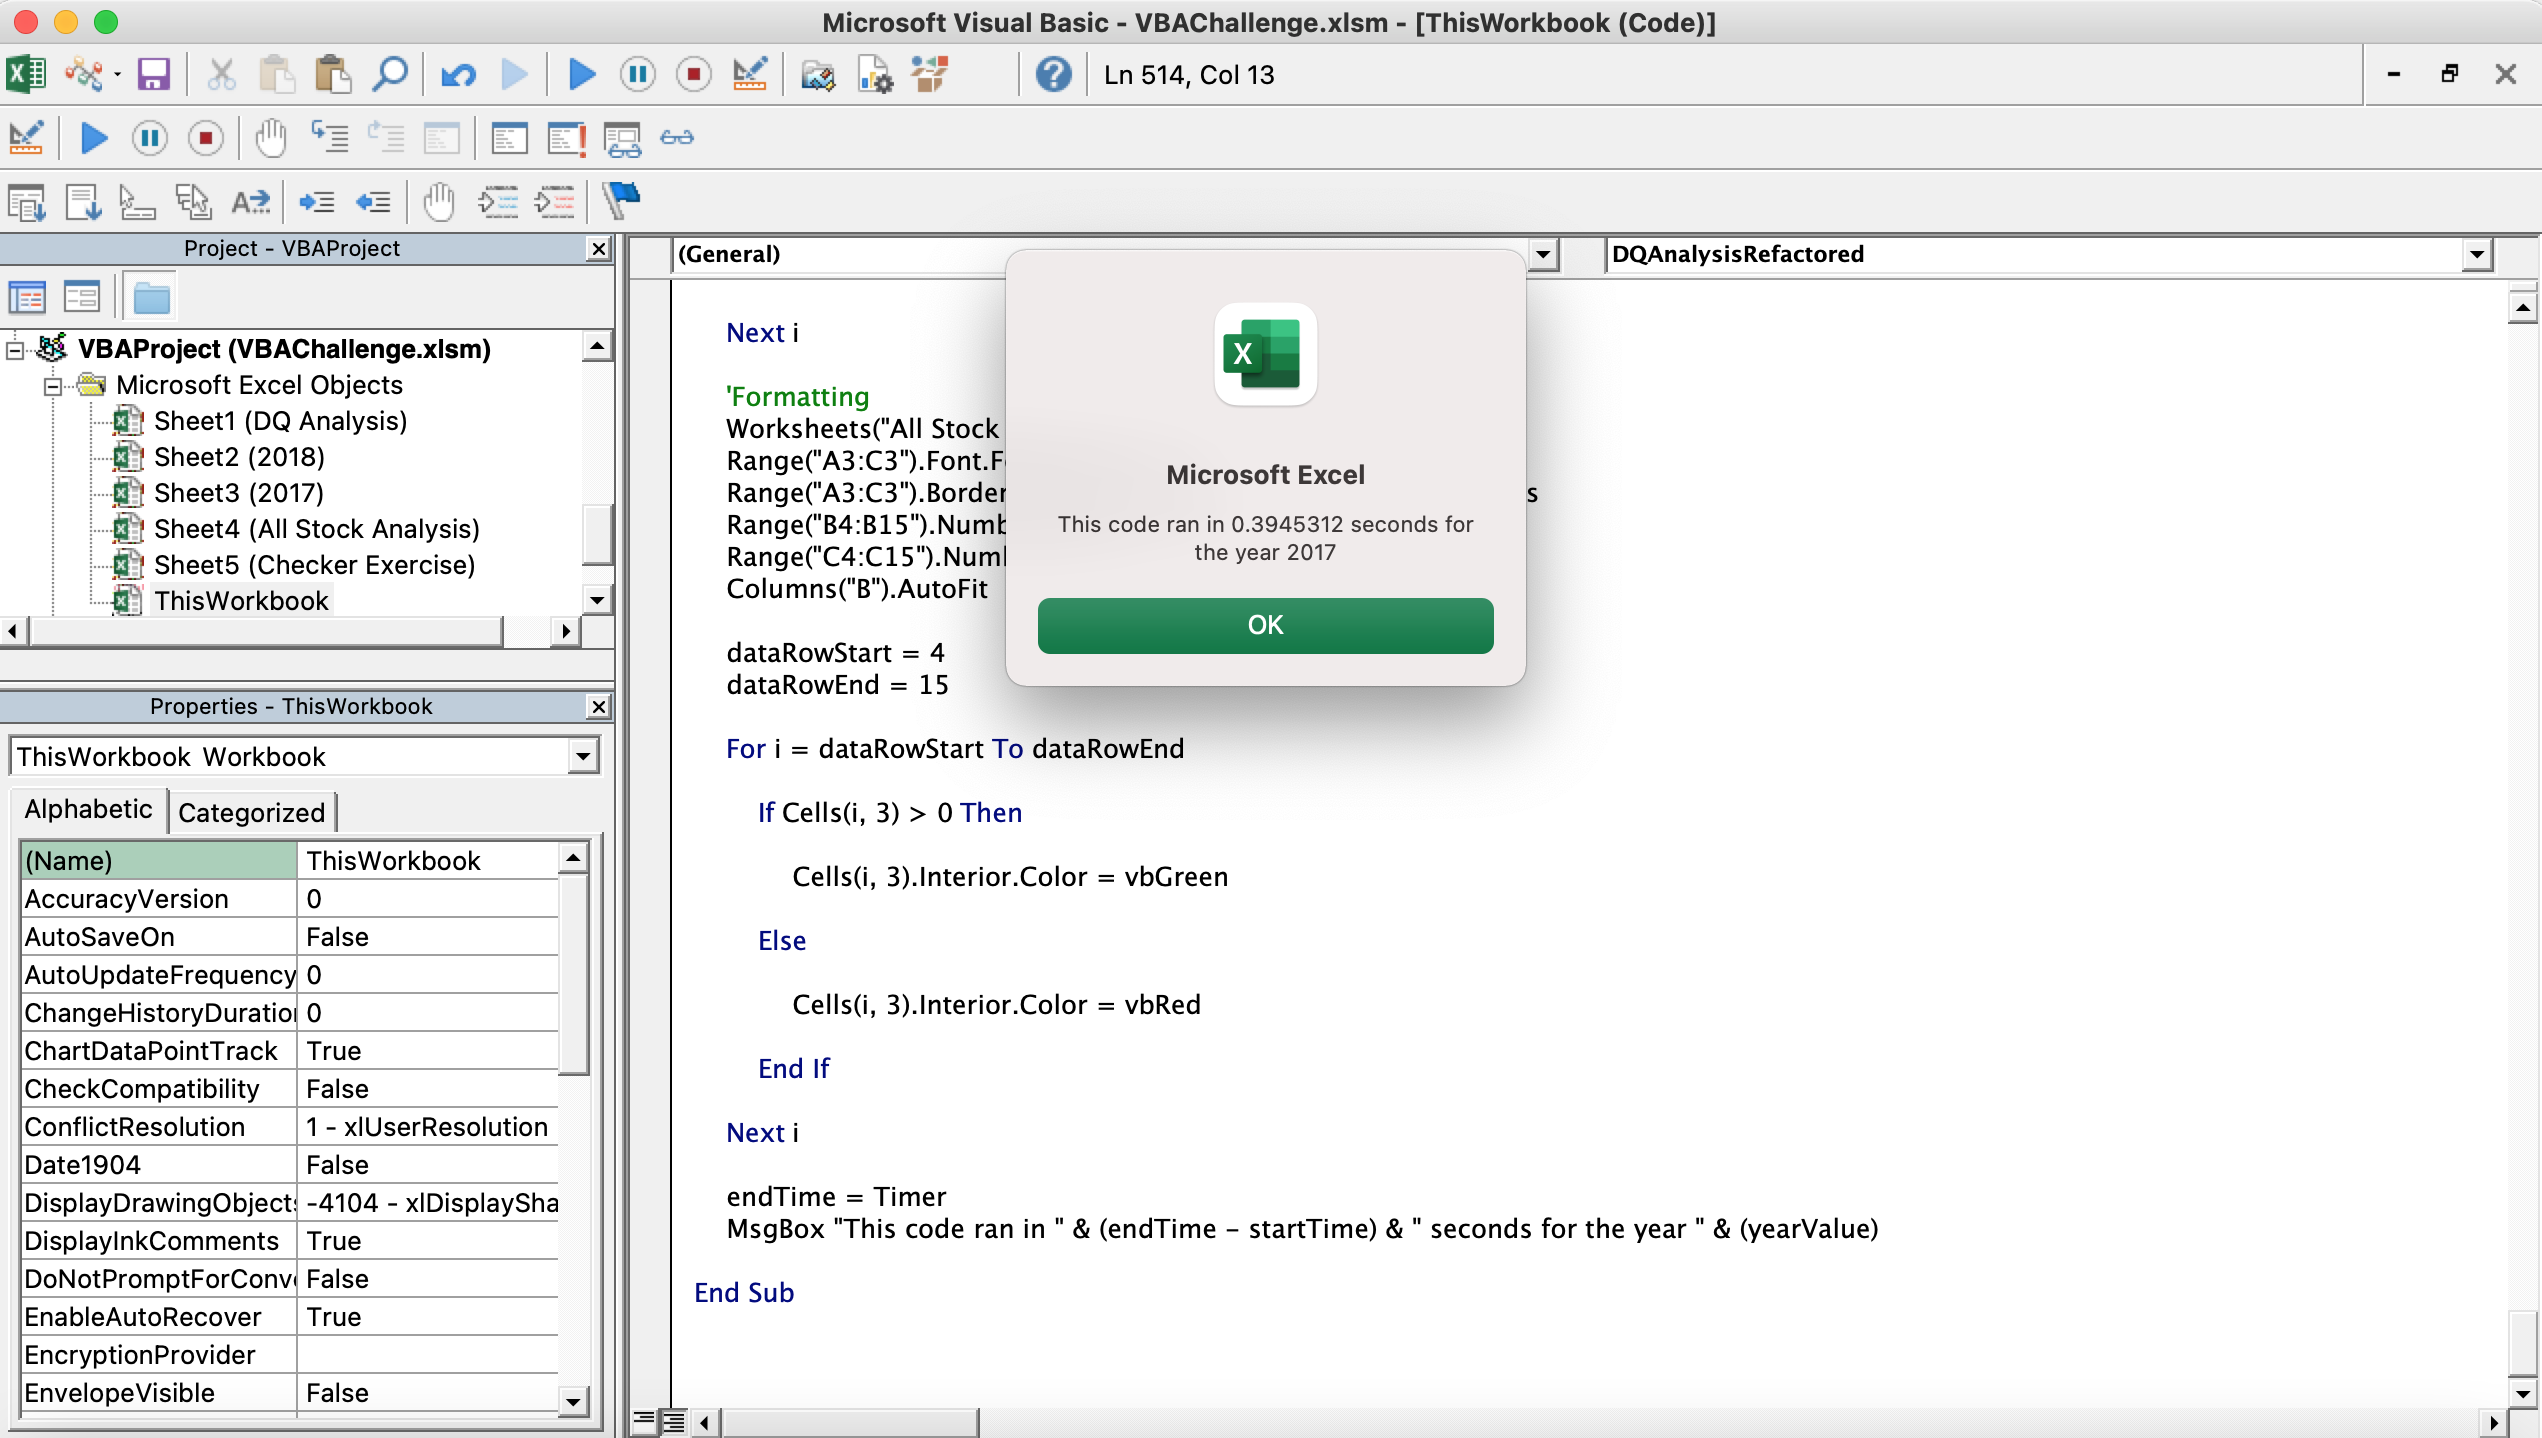 Microsoft Visual Basic - VBAChallenge.xlsm - [ThisWorkbook (Code)]
Ln 514, Col 13
Project - VBAProject
VBAProject (VBAChallenge.xlsm)
Microsoft Excel Objects
Sheet1 (DQ Analysis)
Sheet2 (2018)
Sheet3 (2017)
Sheet4 (All Stock Analysis)
Sheet5 (Checker Exercise)
ThisWorkbook
Properties - ThisWorkbook
ThisWorkbook Workbook
Alphabetic Categorized
(Name) ThisWorkbook
AccuracyVersion 0
AutoSaveOn False
AutoUpdateFrequency 0
ChangeHistoryDuration 0
ChartDataPointTrack True
CheckCompatibility False
ConflictResolution 1 - xlUserResolution
Date1904 False
DisplayDrawingObjects -4104 - xlDisplaySha
DisplayInkComments True
DoNotPromptForConve False
EnableAutoRecover True
EncryptionProvider
EnvelopeVisible False
(General) DQAnalysisRefactored
Next i
'Formatting
Worksheets("All Stock
Range("A3:C3").Font.F
Range("A3:C3").Border s
Range("B4:B15").Numb
Range("C4:C15").Num
Columns("B").AutoFit
dataRowStart = 4
dataRowEnd = 15
For i = dataRowStart To dataRowEnd
If Cells(i, 3) > 0 Then
Cells(i, 3).Interior.Color = vbGreen
Else
Cells(i, 3).Interior.Color = vbRed
End If
Next i
endTime = Timer
MsgBox "This code ran in " & (endTime - startTime) & " seconds for the year " & (yearValue)
End Sub
X
Microsoft Excel
This code ran in 0.3945312 seconds for
the year 2017
OK